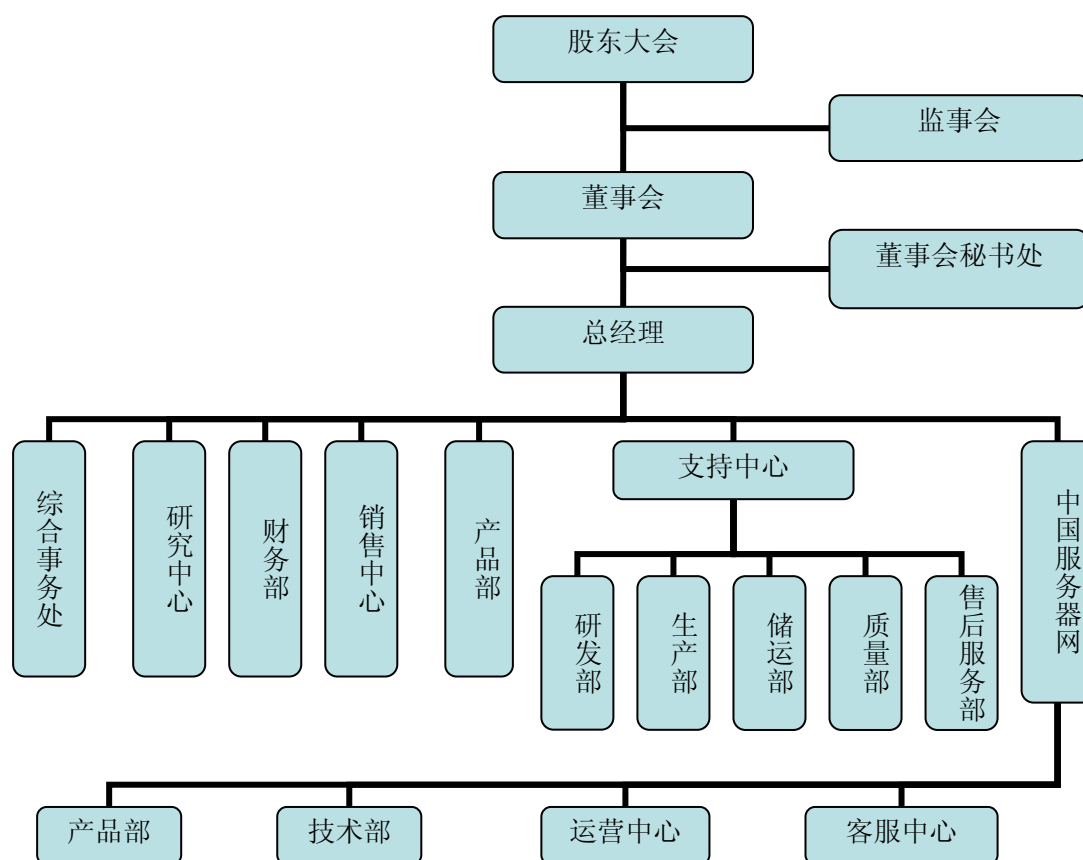 股东大会
监事会
董事会
董事会秘书处
总经理
综合事务处
研究中心
财务部
销售中心
产品部
支持中心
中国服务器网
研发部
生产部
储运部
质量部
售后服务部
产品部
技术部
运营中心
客服中心